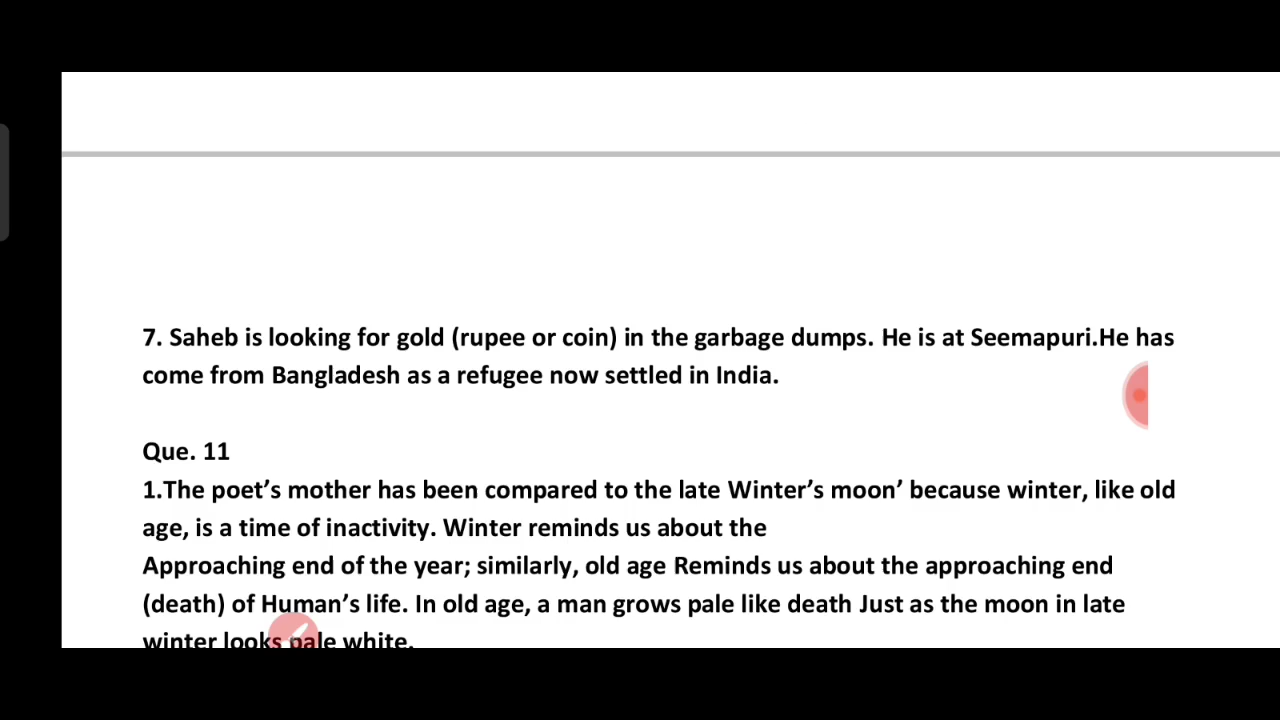 7. Saheb is looking for gold (rupee or coin) in the garbage dumps. He is at Seemapuri.He has
come from Bangladesh as a refugee now settled in India.
Que. 11
1.The poet’s mother has been compared to the late Winter’s moon’ because winter, like old
age, is a time of inactivity. Winter reminds us about the
Approaching end of the year; similarly, old age Reminds us about the approaching end
(death) of Human’s life. In old age, a man grows pale like death Just as the moon in late
winter looks pale white.